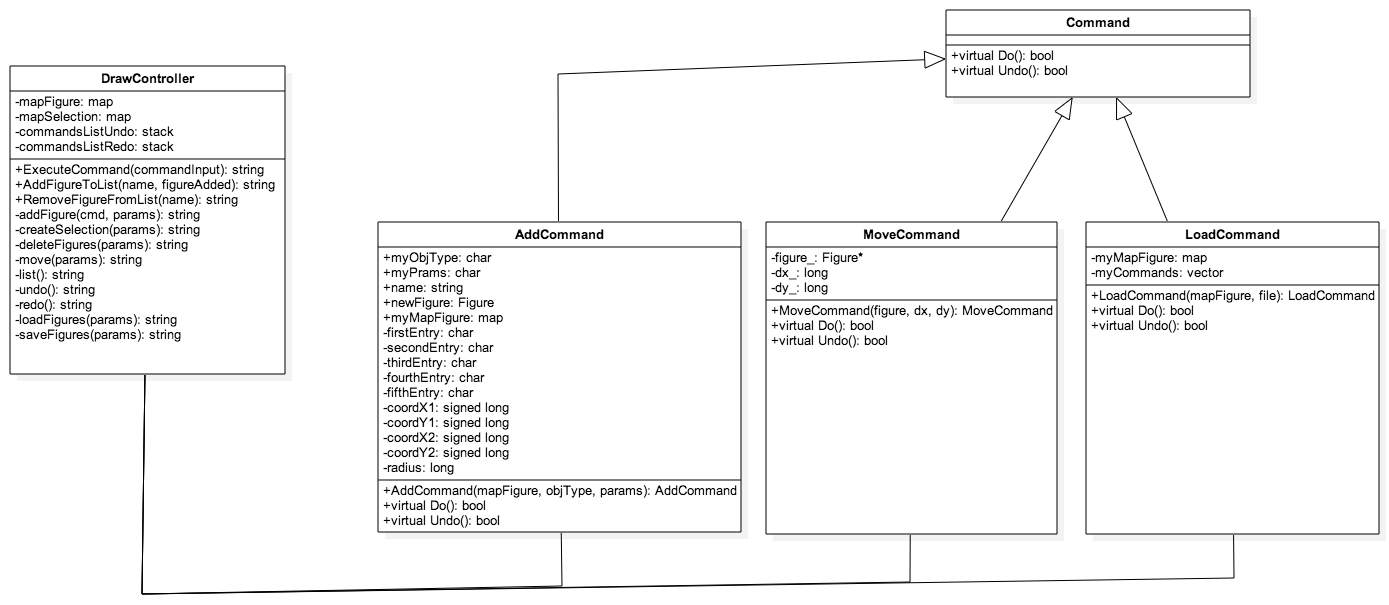 Command
+virtual Do(): bool
+virtual Undo(): bool
DrawController
-mapFigure: map
-mapSelection: map
-commandsListUndo: stack
-commandsListRedo: stack
+ExecuteCommand(commandInput): string
+AddFigureToList(name, figureAdded): string
+RemoveFigureFromList(name): string
-addFigure(cmd, params): string
-createSelection(params): string
-deleteFigures(params): string
-move(params): string
-list(): string
-undo(): string
-redo(): string
-loadFigures(params): string
-saveFigures(params): string
AddCommand
+myObjType: char
+myPrams: char
+name: string
+newFigure: Figure
+myMapFigure: map
-firstEntry: char
-secondEntry: char
-thirdEntry: char
-fourthEntry: char
-fifthEntry: char
-coordX1: signed long
-coordY1: signed long
-coordX2: signed long
-coordY2: signed long
-radius: long
+AddCommand(mapFigure, objType, params): AddCommand
+virtual Do(): bool
+virtual Undo(): bool
MoveCommand
-figure_: Figure*
-dx_: long
-dy_: long
+MoveCommand(figure, dx, dy): MoveCommand
+virtual Do(): bool
+virtual Undo(): bool
LoadCommand
-myMapFigure: map
-myCommands: vector
+LoadCommand(mapFigure, file): LoadCommand
+virtual Do(): bool
+virtual Undo(): bool